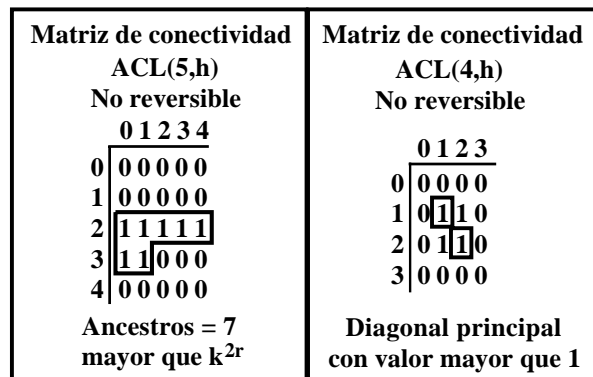 Matriz de conectividad
ACL(5,h)
No reversible
0 1 2 3 4
0 0 0 0 0 0
1 0 0 0 0 0
2 1 1 1 1 1
3 1 1 0 0 0
4 0 0 0 0 0
Ancestros = 7
mayor que k^2r
Matriz de conectividad
ACL(4,h)
No reversible
0 1 2 3
0 0 0 0 0
1 0 1 1 0
2 0 1 1 0
3 0 0 0 0
Diagonal principal
con valor mayor que 1